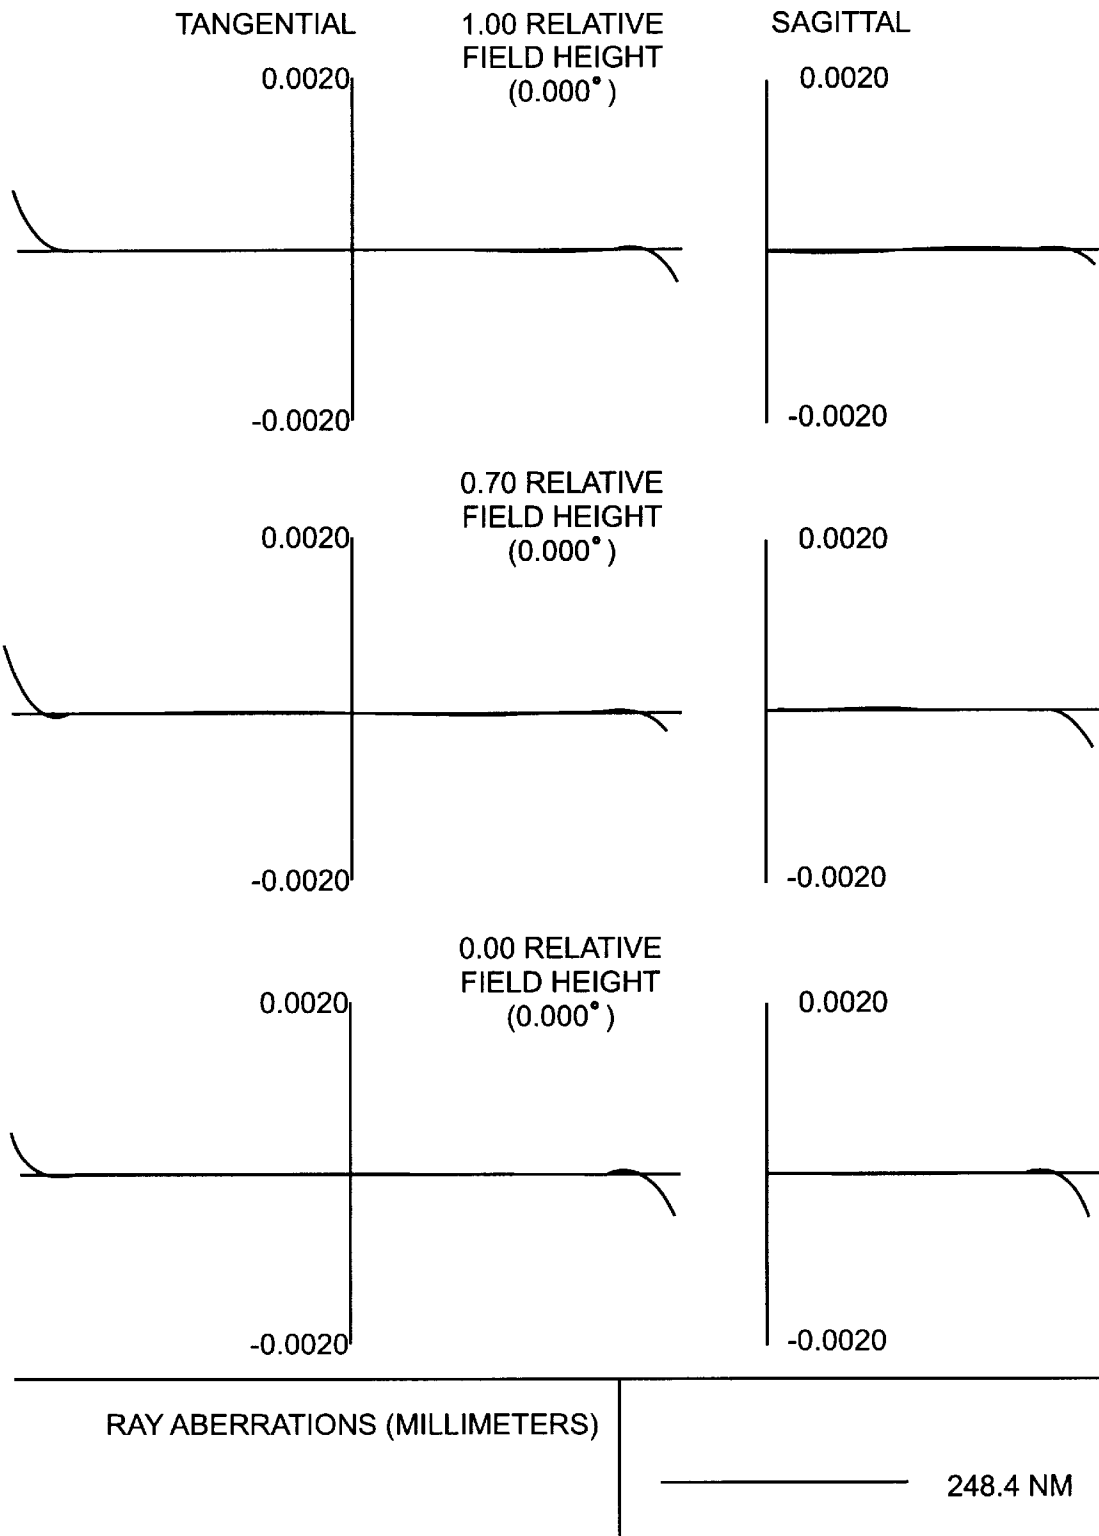 TANGENTIAL
1.00 RELATIVE
FIELD HEIGHT
(0.000°)
SAGITTAL
0.0020
0.0020
-0.0020
-0.0020
0.70 RELATIVE
FIELD HEIGHT
(0.000°)
0.0020
0.0020
-0.0020
-0.0020
0.00 RELATIVE
FIELD HEIGHT
(0.000°)
0.0020
0.0020
-0.0020
-0.0020
RAY ABERRATIONS (MILLIMETERS)
248.4 NM